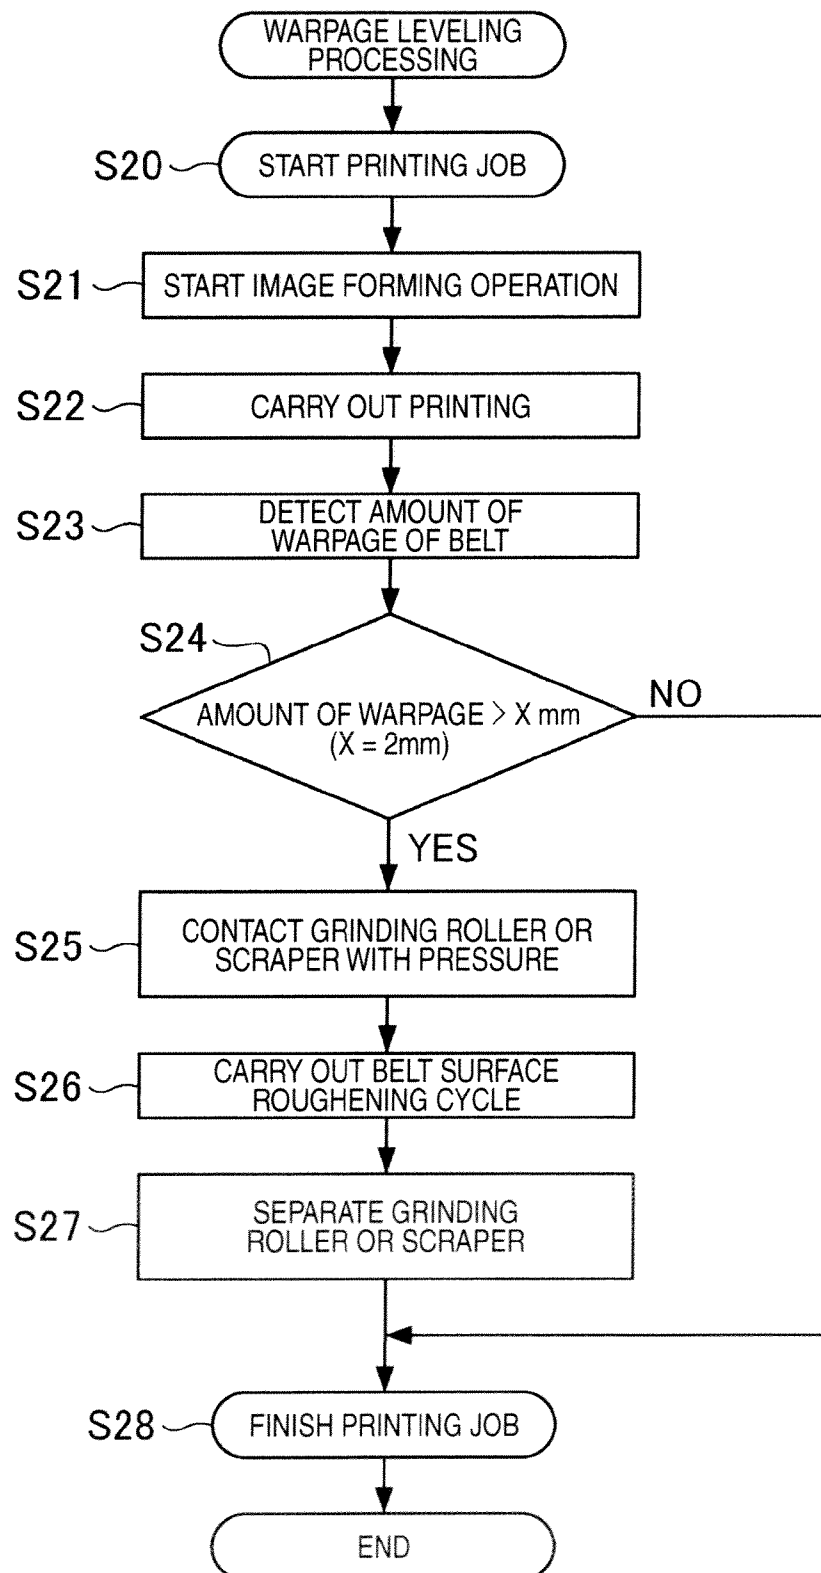 WARPAGE LEVELING
PROCESSING
S20
START PRINTING JOB
S21
START IMAGE FORMING OPERATION
S22
CARRY OUT PRINTING
S23
DETECT AMOUNT OF
WARPAGE OF BELT
S24
AMOUNT OF WARPAGE > X mm
(X = 2mm)
NO
YES
S25
CONTACT GRINDING ROLLER OR
SCRAPER WITH PRESSURE
S26
CARRY OUT BELT SURFACE
ROUGHENING CYCLE
S27
SEPARATE GRINDING
ROLLER OR SCRAPER
S28
FINISH PRINTING JOB
END